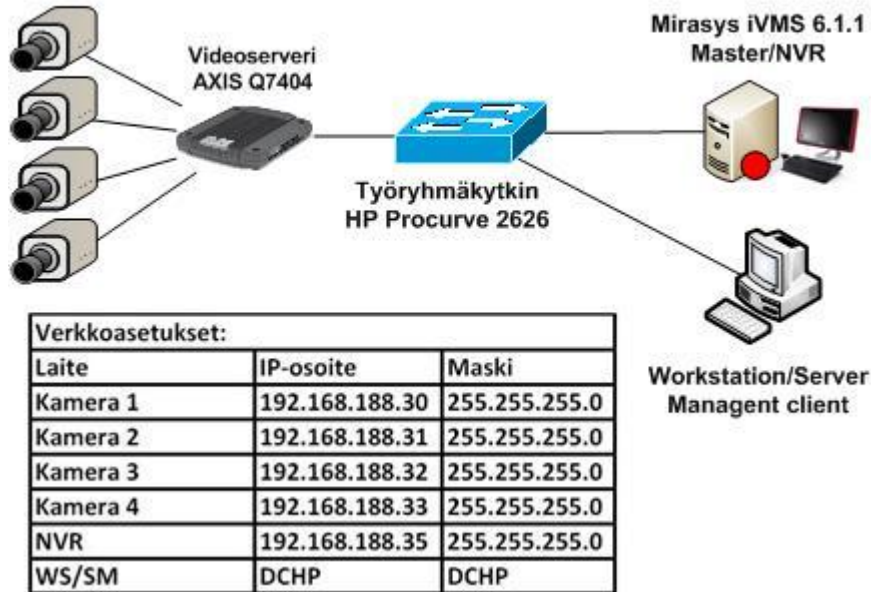 Mirasys iVMS 6.1.1
Master/NVR
Videoserveri
AXIS Q7404
Työryhmäkytkin
HP Procurve 2626
Workstation/Server
Managent client
Verkkoasetukset:
Laite IP-osoite Maski
Kamera 1 192.168.188.30 255.255.255.0
Kamera 2 192.168.188.31 255.255.255.0
Kamera 3 192.168.188.32 255.255.255.0
Kamera 4 192.168.188.33 255.255.255.0
NVR 192.168.188.35 255.255.255.0
WS/SM DCHP DCHP